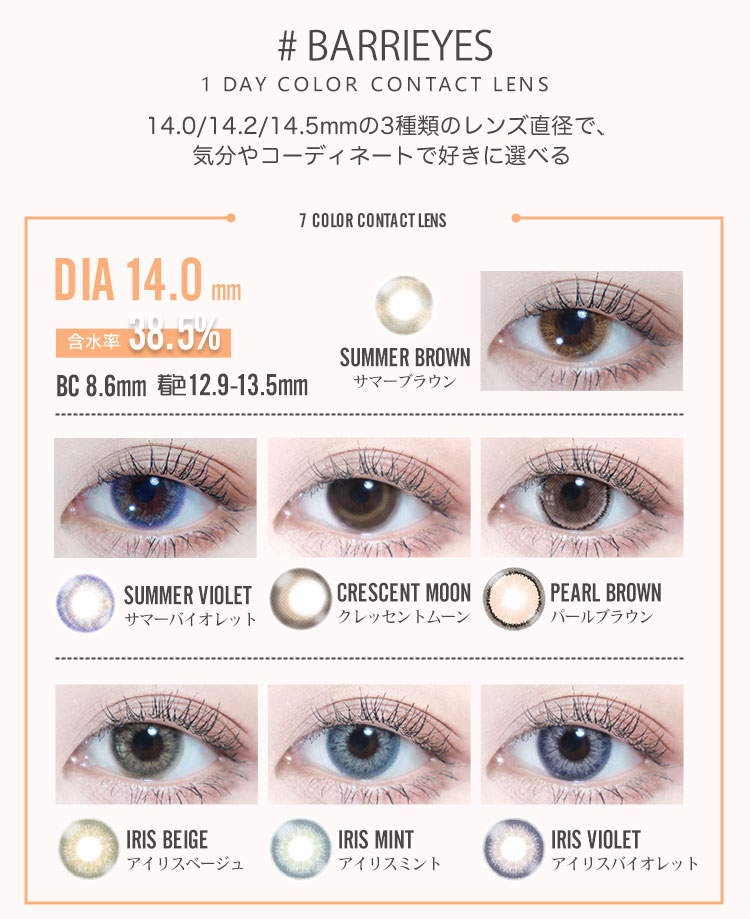 # BARRIEYES
1 DAY COLOR CONTACT LENS
14.0/14.2/14.5mmの3種類のレンズ直径で、
気分やコーディネートで好きに選べる
7 COLOR CONTACT LENS
DIA 14.0 mm
含水率 38.5%
BC 8.6mm 着色 12.9-13.5mm
SUMMER BROWN
サマーブラウン
SUMMER VIOLET
サマーバイオレット
CRESCENT MOON
クレッセントムーン
PEARL BROWN
パールブラウン
IRIS BEIGE
アイリスベージュ
IRIS MINT
アイリスミント
IRIS VIOLET
アイリスバイオレット